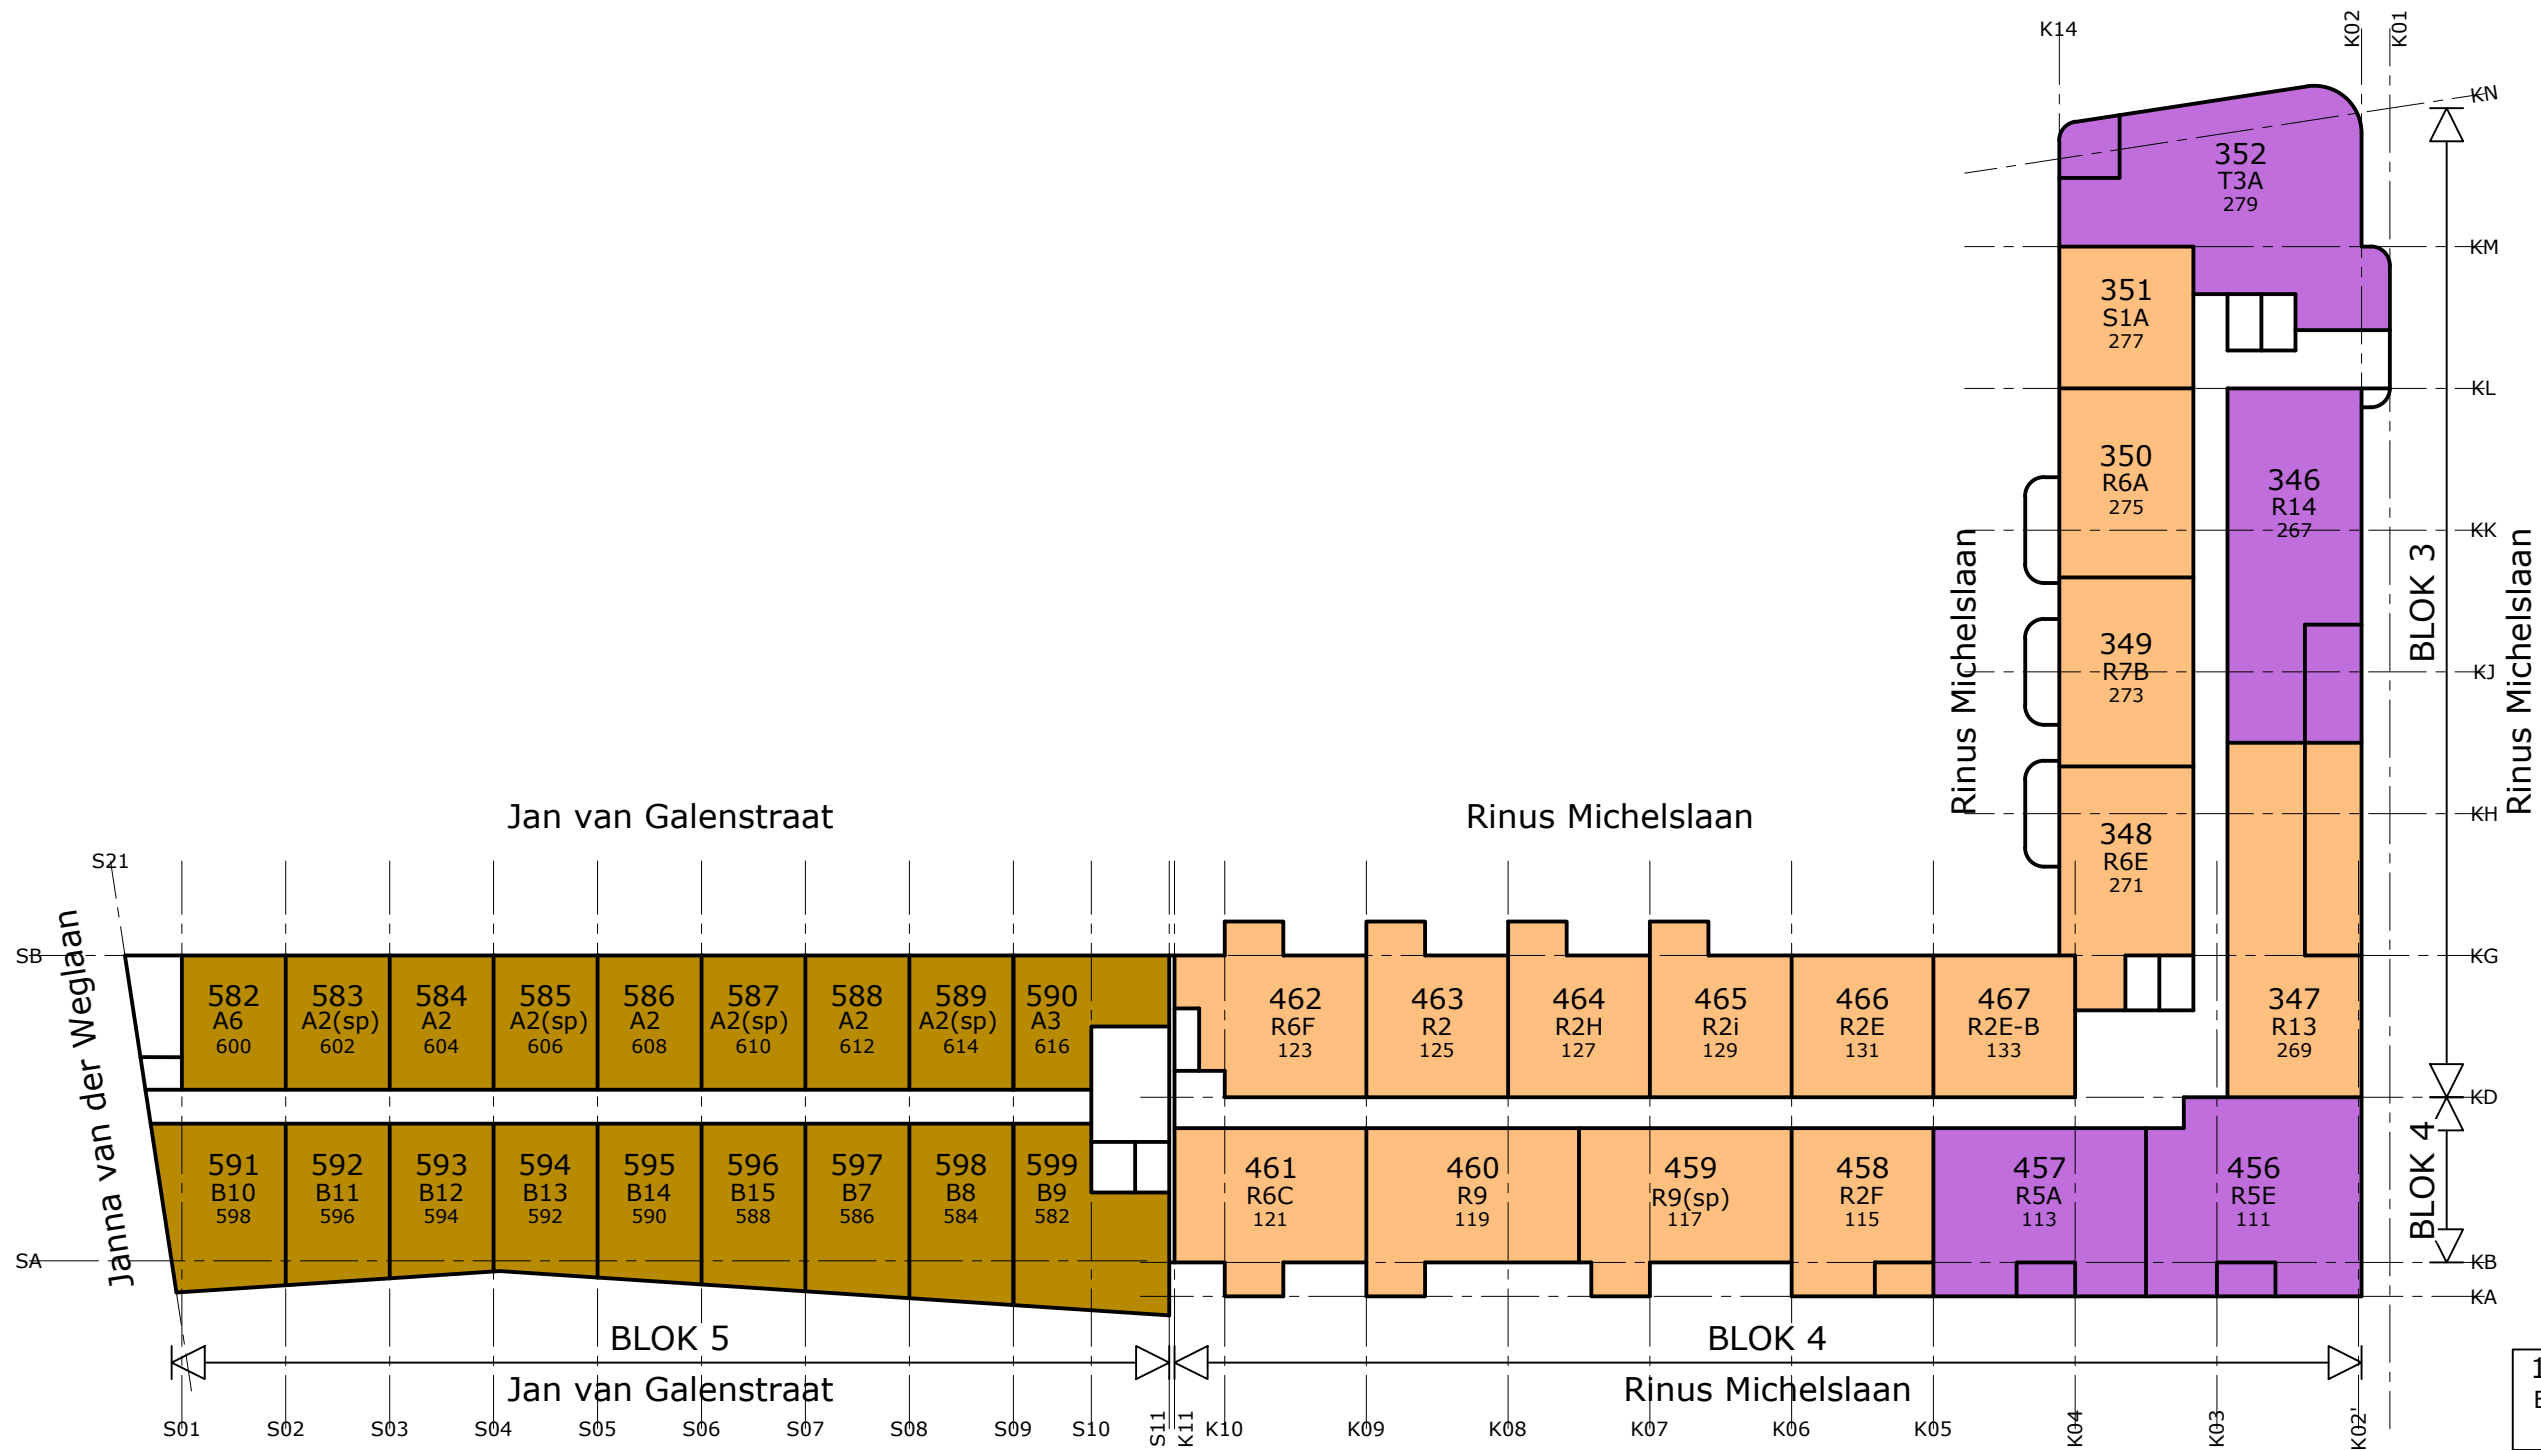 K14
K02
K01
KN
352
T3A
279
KM
351
S1A
277
KL
350
R6A
275
346
R14
267
KK
BLOK 3
Rinus Michelslaan
Rinus Michelslaan
349
R7B
273
KJ
Jan van Galenstraat
Rinus Michelslaan
KH
348
R6E
271
S21
Janna van der Weglaan
SB
KG
582
A6
600
583
A2(sp)
602
584
A2
604
585
A2(sp)
606
586
A2
608
587
A2(sp)
610
588
A2
612
589
A2(sp)
614
590
A3
616
462
R6F
123
463
R2
125
464
R2H
127
465
R2i
129
466
R2E
131
467
R2E-B
133
347
R13
269
KD
591
B10
598
592
B11
596
593
B12
594
594
B13
592
595
B14
590
596
B15
588
597
B7
586
598
B8
584
599
B9
582
461
R6C
121
460
R9
119
459
R9(sp)
117
458
R2F
115
457
R5A
113
456
R5E
111
BLOK 4
SA
KB
KA
BLOK 5
BLOK 4
Jan van Galenstraat
Rinus Michelslaan
S01
S02
S03
S04
S05
S06
S07
S08
S09
S10
S11
K11
K10
K09
K08
K07
K06
K05
K04
K03
K02'